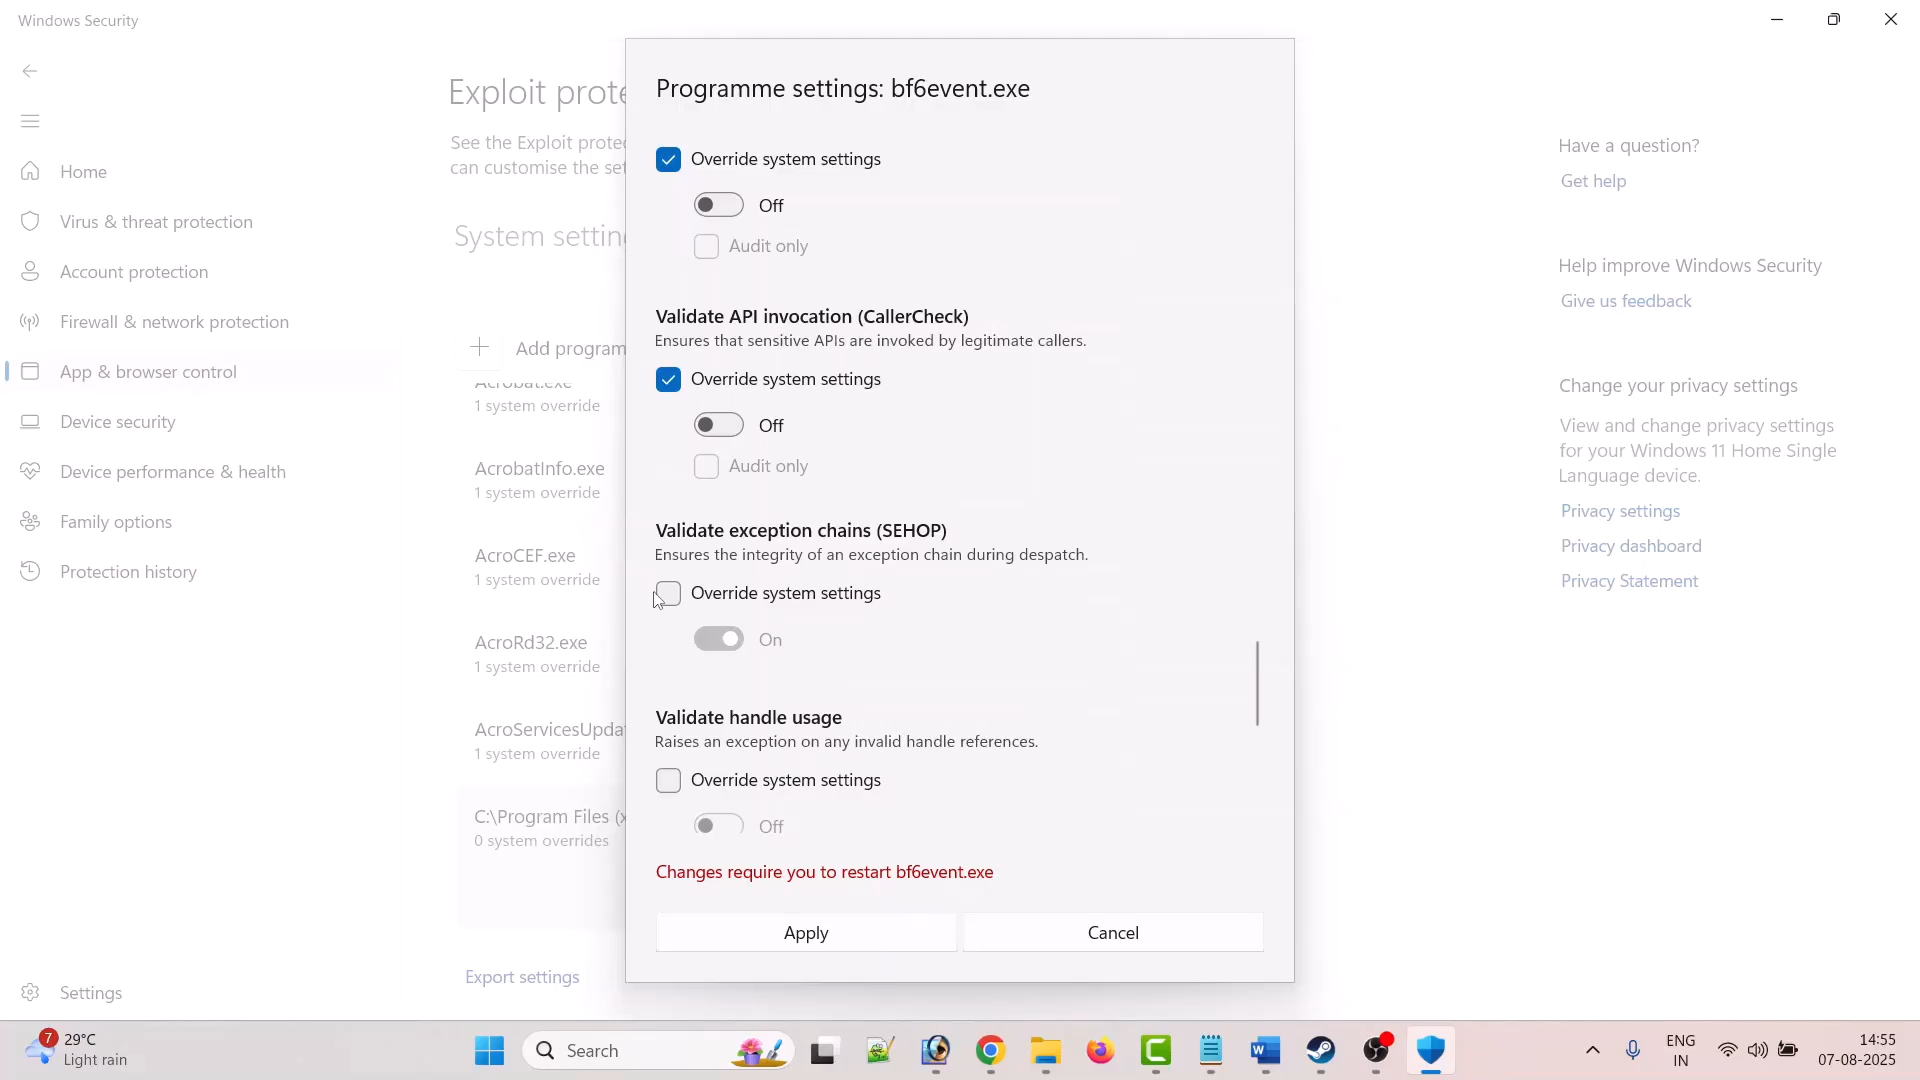 Windows Security
Home
Virus & threat protection
Account protection
Firewall & network protection
App & browser control
Device security
Device performance & health
Family options
Protection history
Settings
Exploit prote
See the Exploit protec
can customise the set
System settin
Add program
Acrobat.exe
1 system override
AcrobatInfo.exe
1 system override
AcroCEF.exe
1 system override
AcroRd32.exe
1 system override
AcroServicesUpda
1 system override
C:\Program Files (x
0 system overrides
Export settings
Programme settings: bf6event.exe
Override system settings
Off
Audit only
Validate API invocation (CallerCheck)
Ensures that sensitive APIs are invoked by legitimate callers.
Override system settings
Off
Audit only
Validate exception chains (SEHOP)
Ensures the integrity of an exception chain during despatch.
Override system settings
On
Validate handle usage
Raises an exception on any invalid handle references.
Override system settings
Off
Changes require you to restart bf6event.exe
Apply
Cancel
Have a question?
Get help
Help improve Windows Security
Give us feedback
Change your privacy settings
View and change privacy settings
for your Windows 11 Home Single
Language device.
Privacy settings
Privacy dashboard
Privacy Statement
7
29°C
Light rain
Search
W
ENG
IN
14:55
07-08-2025